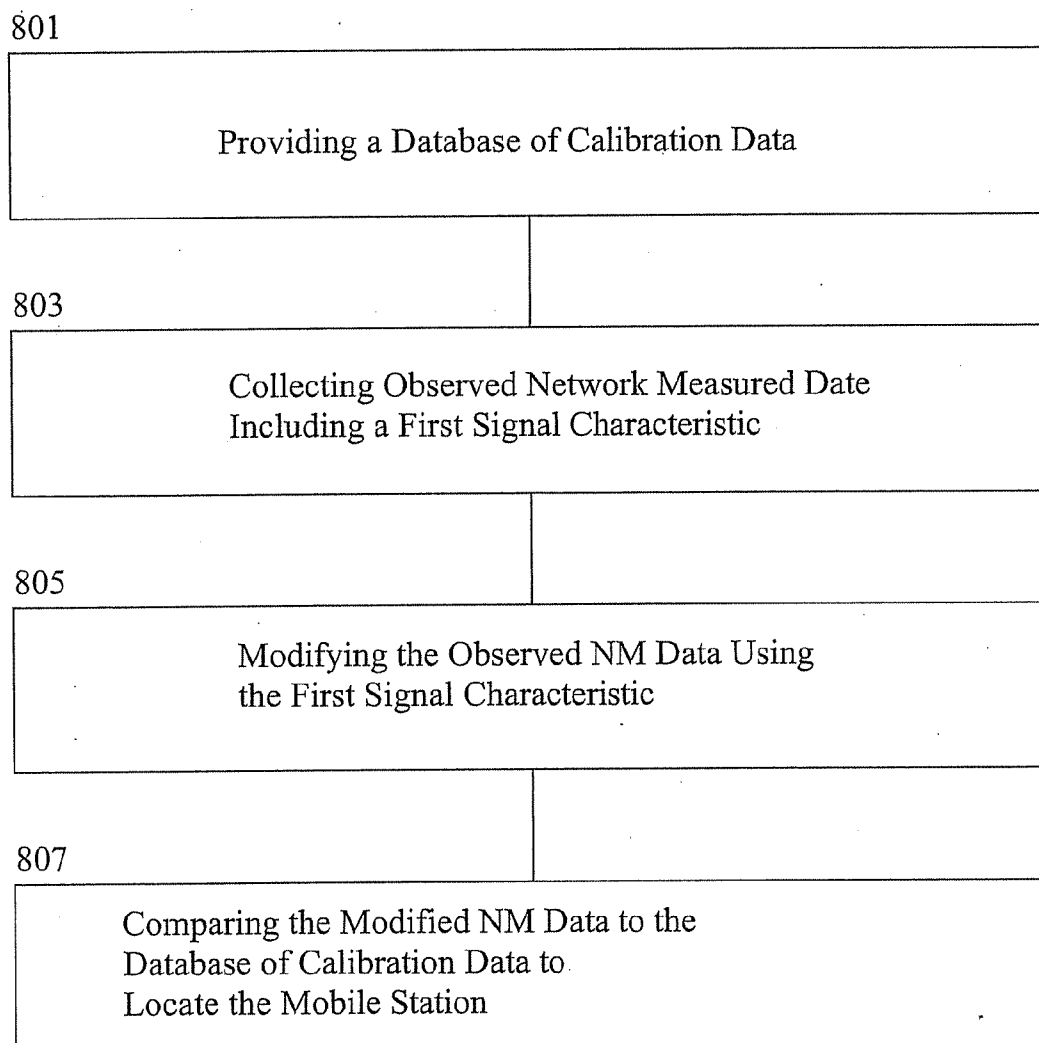 801
Providing a Database of Calibration Data
803
Collecting Observed Network Measured Date
Including a First Signal Characteristic
805
Modifying the Observed NM Data Using
the First Signal Characteristic
807
Comparing the Modified NM Data to the
Database of Calibration Data to
Locate the Mobile Station